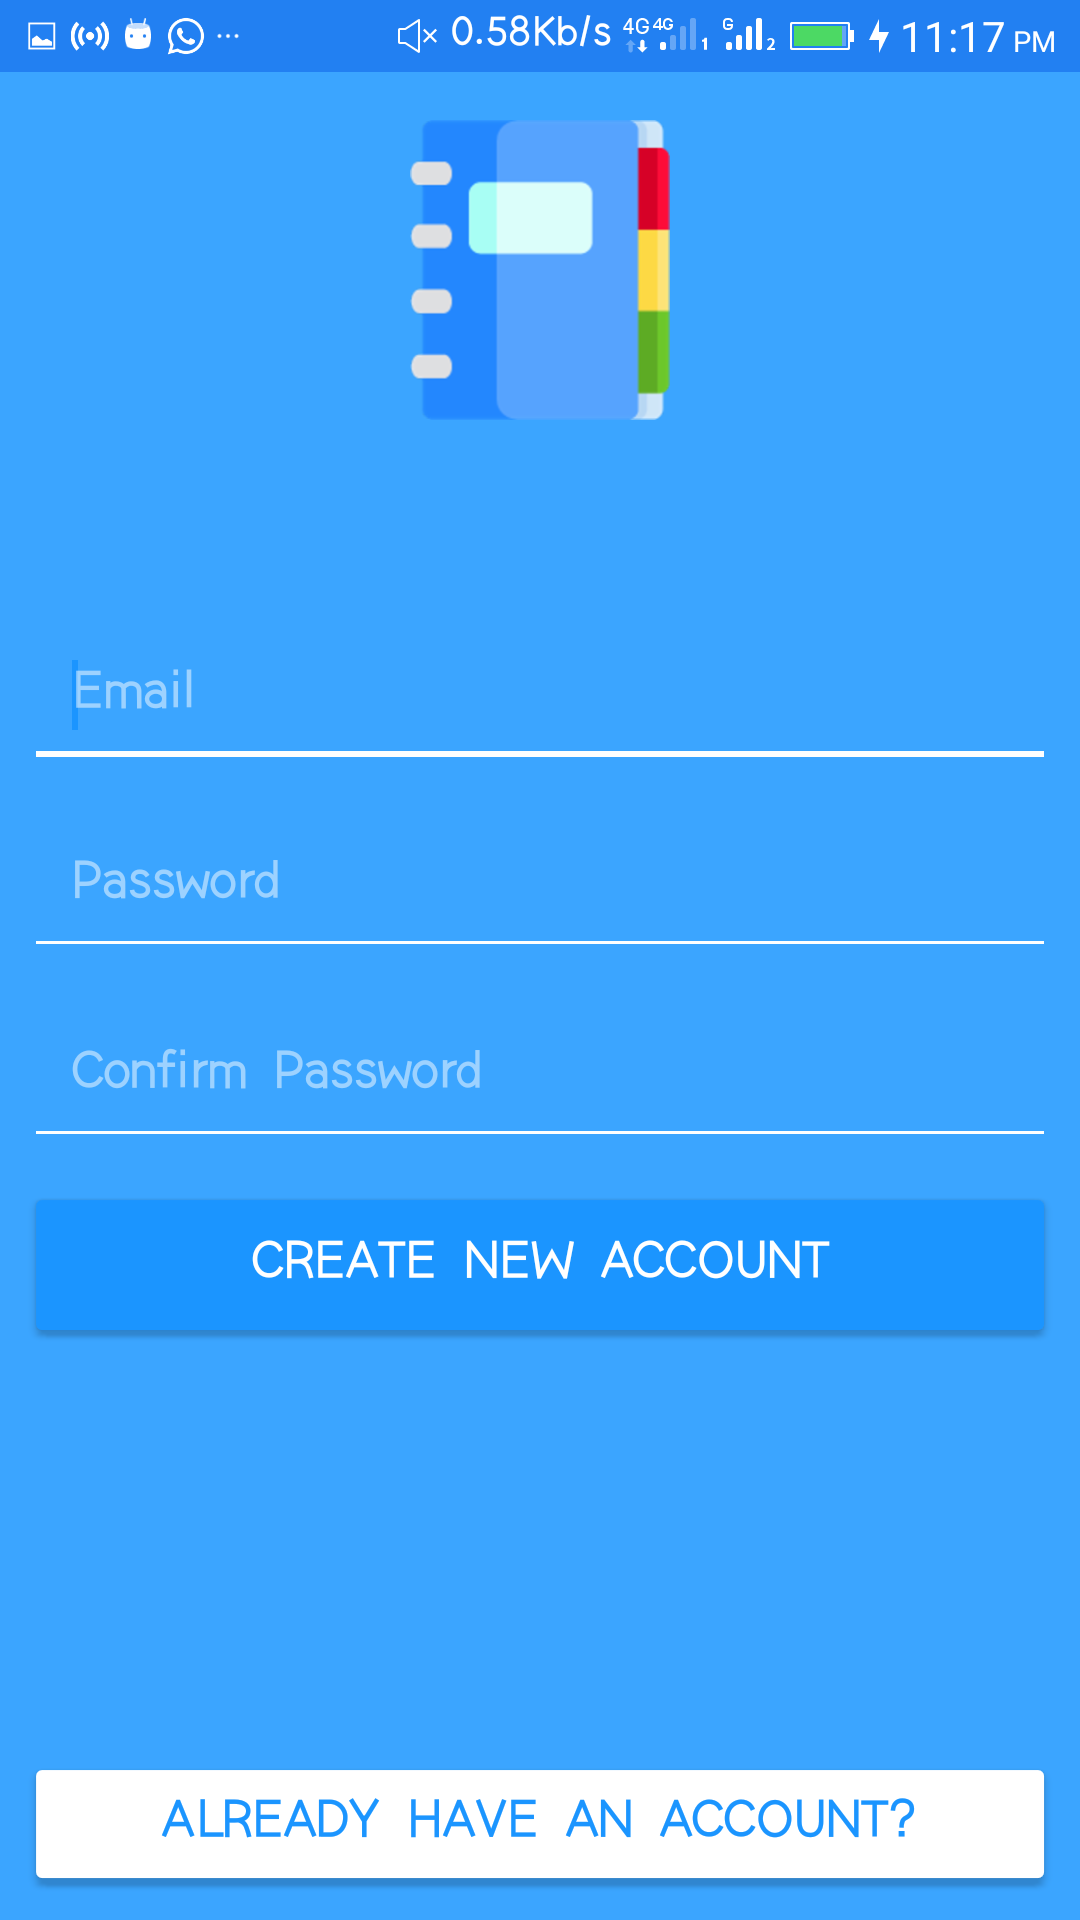 0.58Kb/s 4G 4G 1 G 2 11:17 PM
Email
Password
Confirm Password
CREATE NEW ACCOUNT
ALREADY HAVE AN ACCOUNT?